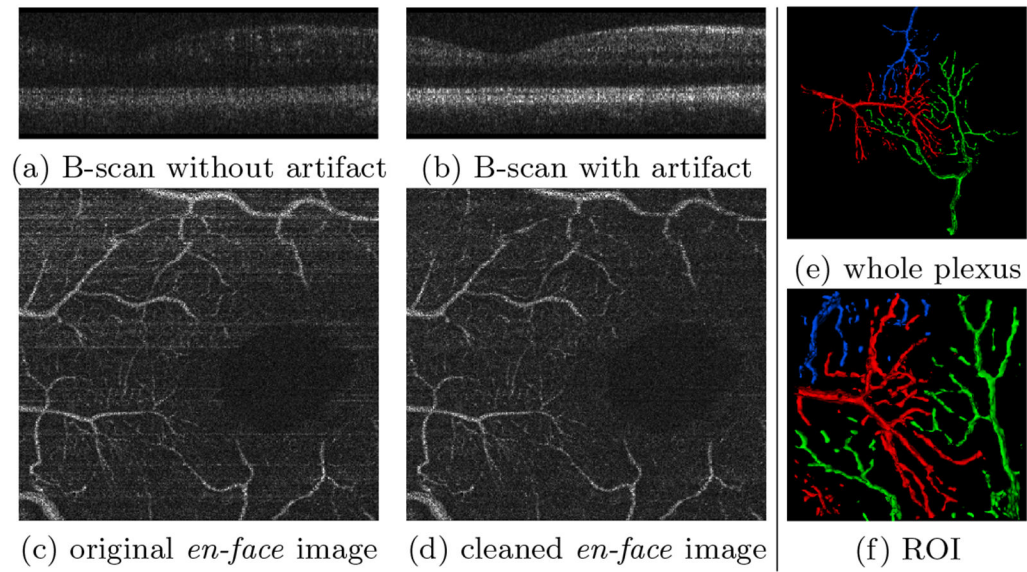 (a) B-scan without artifact
(b) B-scan with artifact
(c) original en-face image
(d) cleaned en-face image
(e) whole plexus
(f) ROI